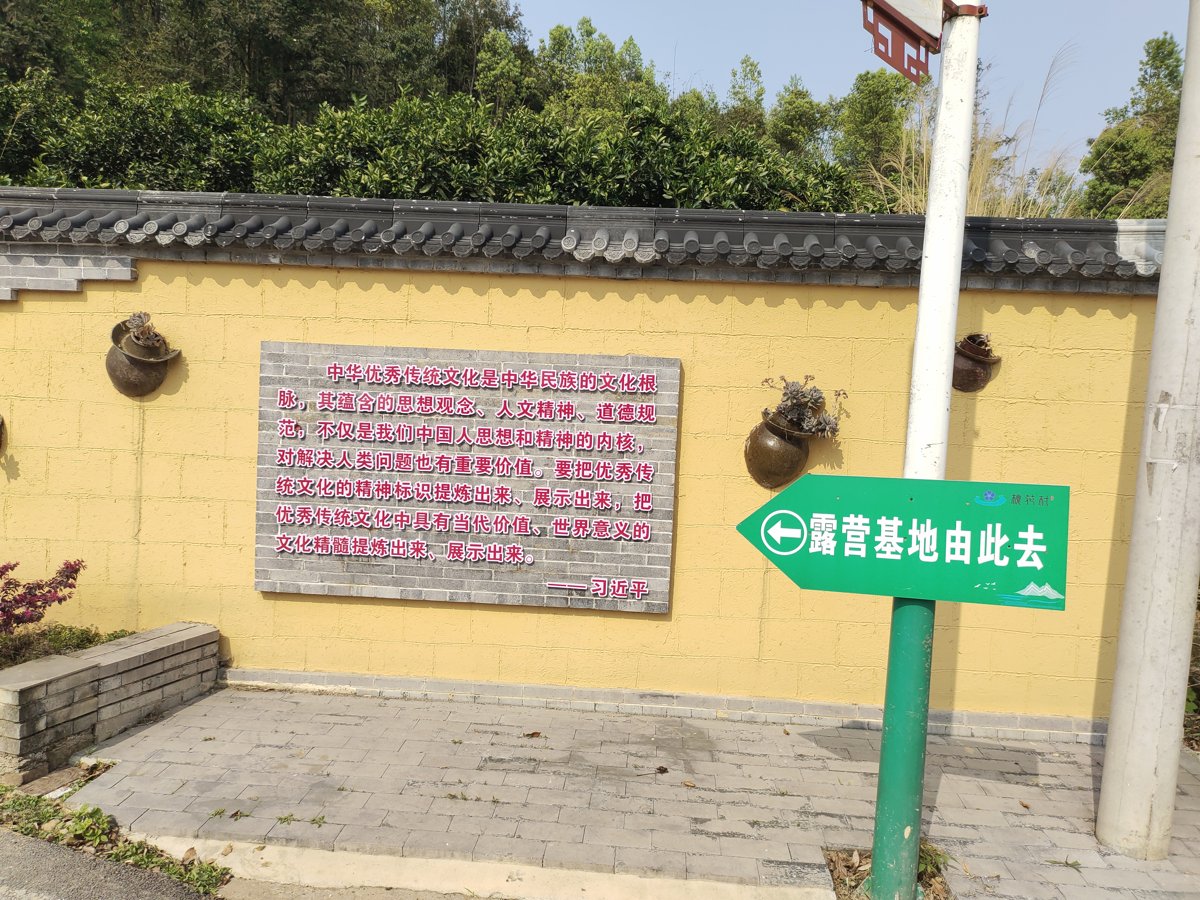 中华优秀传统文化是中华民族的文化根
脉，其蕴含的思想观念、人文精神、道德规
范，不仅是我们中国人思想和精神的内核，
对解决人类问题也有重要价值。要把优秀传
统文化的精神标识提炼出来、展示出来，把
优秀传统文化中具有当代价值、世界意义的
文化精髓提炼出来、展示出来。
——习近平
露营基地由此去